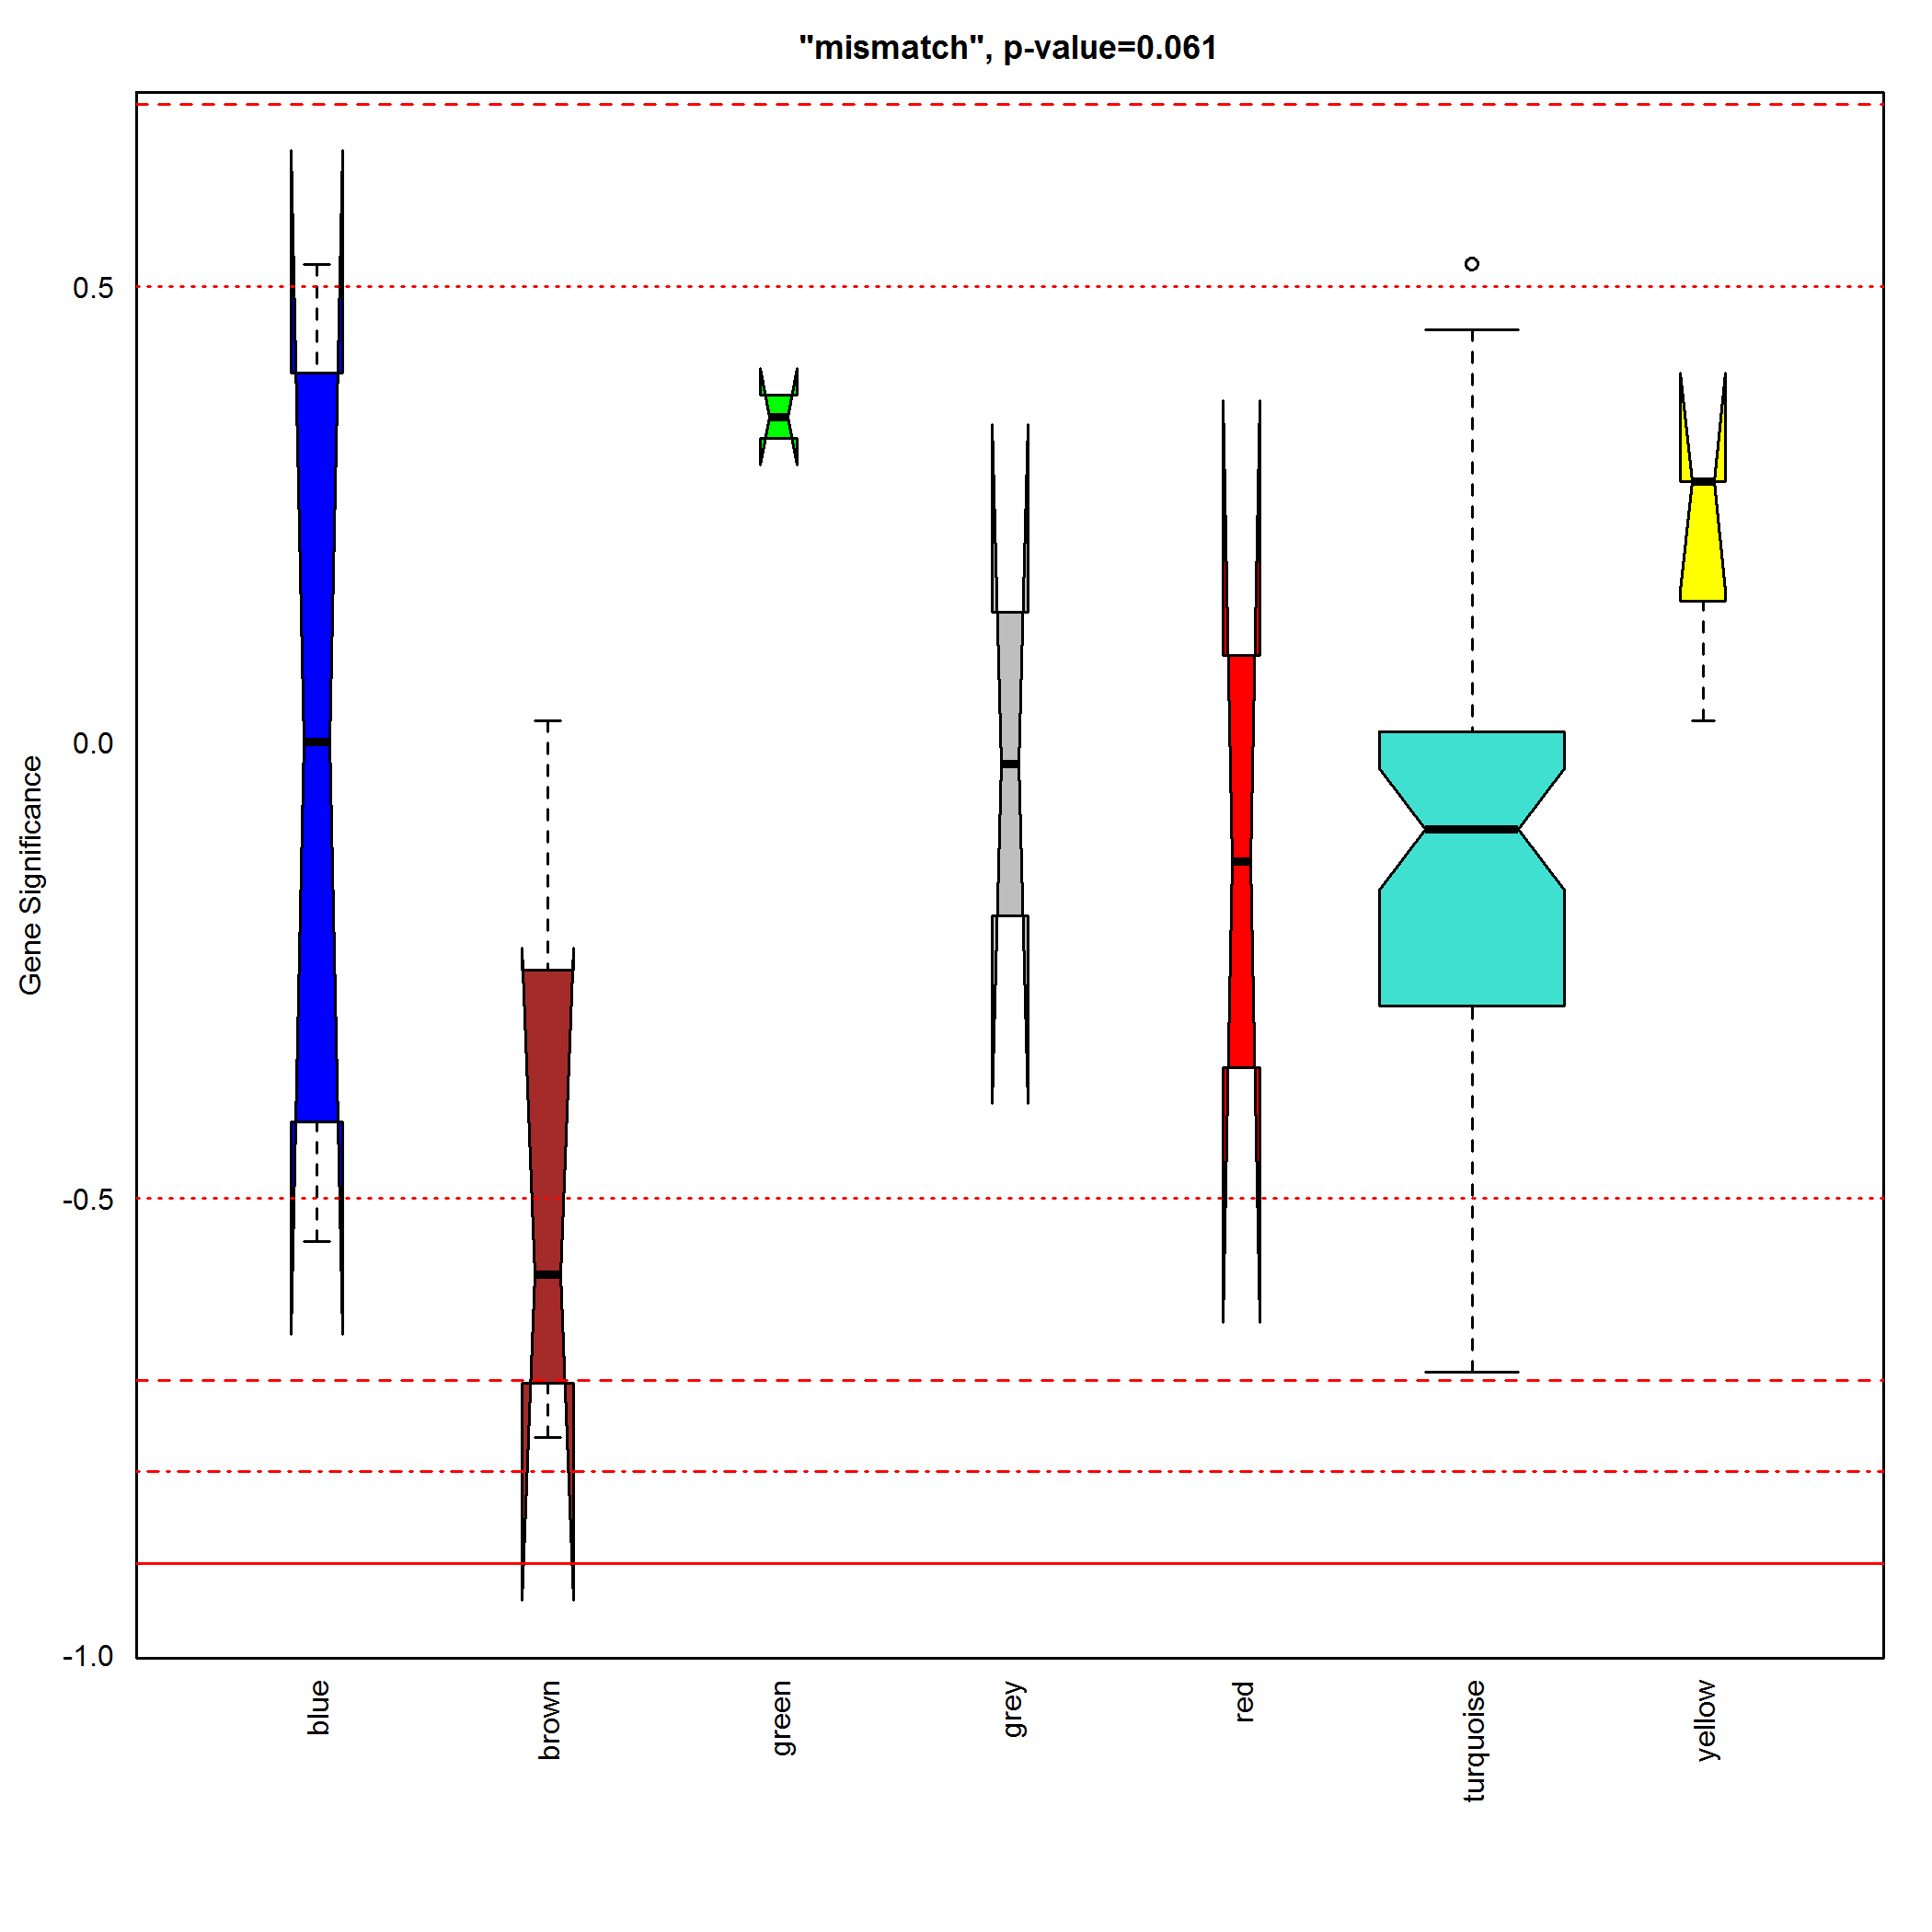 "mismatch", p-value=0.061
Gene Significance
0.5
0.0
-0.5
-1.0
blue
brown
green
grey
red
turquoise
yellow